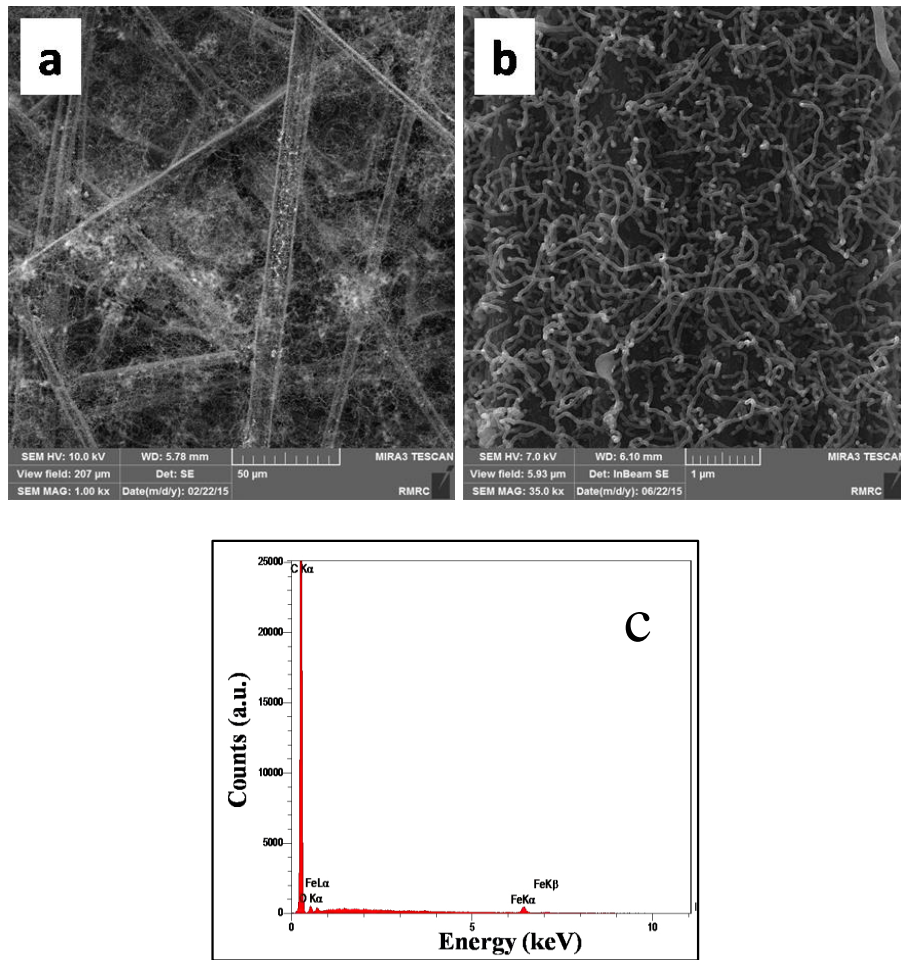 a
SEM HV: 10.0 kV WD: 5.78 mm MIRA3 TESCAN
View field: 207 µm Det: SE 50 µm
SEM MAG: 1.00 kx Date(m/d/y): 02/22/15 RMRC
b
SEM HV: 7.0 kV WD: 6.10 mm MIRA3 TESCAN
View field: 5.93 µm Det: InBeam SE 1 µm
SEM MAG: 35.0 kx Date(m/d/y): 06/22/15 RMRC
c
Counts (a.u.)
25000
20000
15000
10000
5000
0
C Kα
FeLα
O Kα
FeKα
FeKβ
0 5 10
Energy (keV)